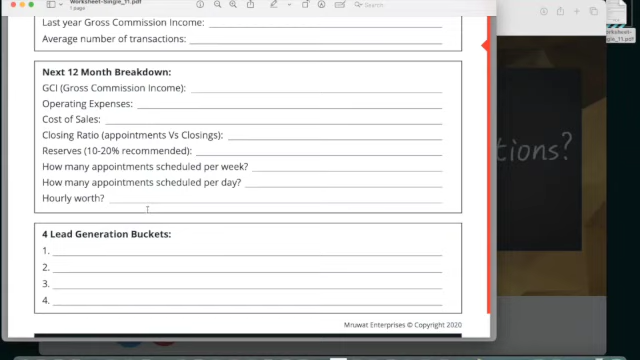 Worksheet-Single_11.pdf
1 page
Search
Last year Gross Commission Income:
Average number of transactions:
Next 12 Month Breakdown:
GCI (Gross Commission Income):
Operating Expenses:
Cost of Sales:
Closing Ratio (appointments Vs Closings):
Reserves (10-20% recommended):
How many appointments scheduled per week?
How many appointments scheduled per day?
Hourly worth?
4 Lead Generation Buckets:
1.
2.
3.
4.
Mruwat Enterprises © Copyright 2020
tions?